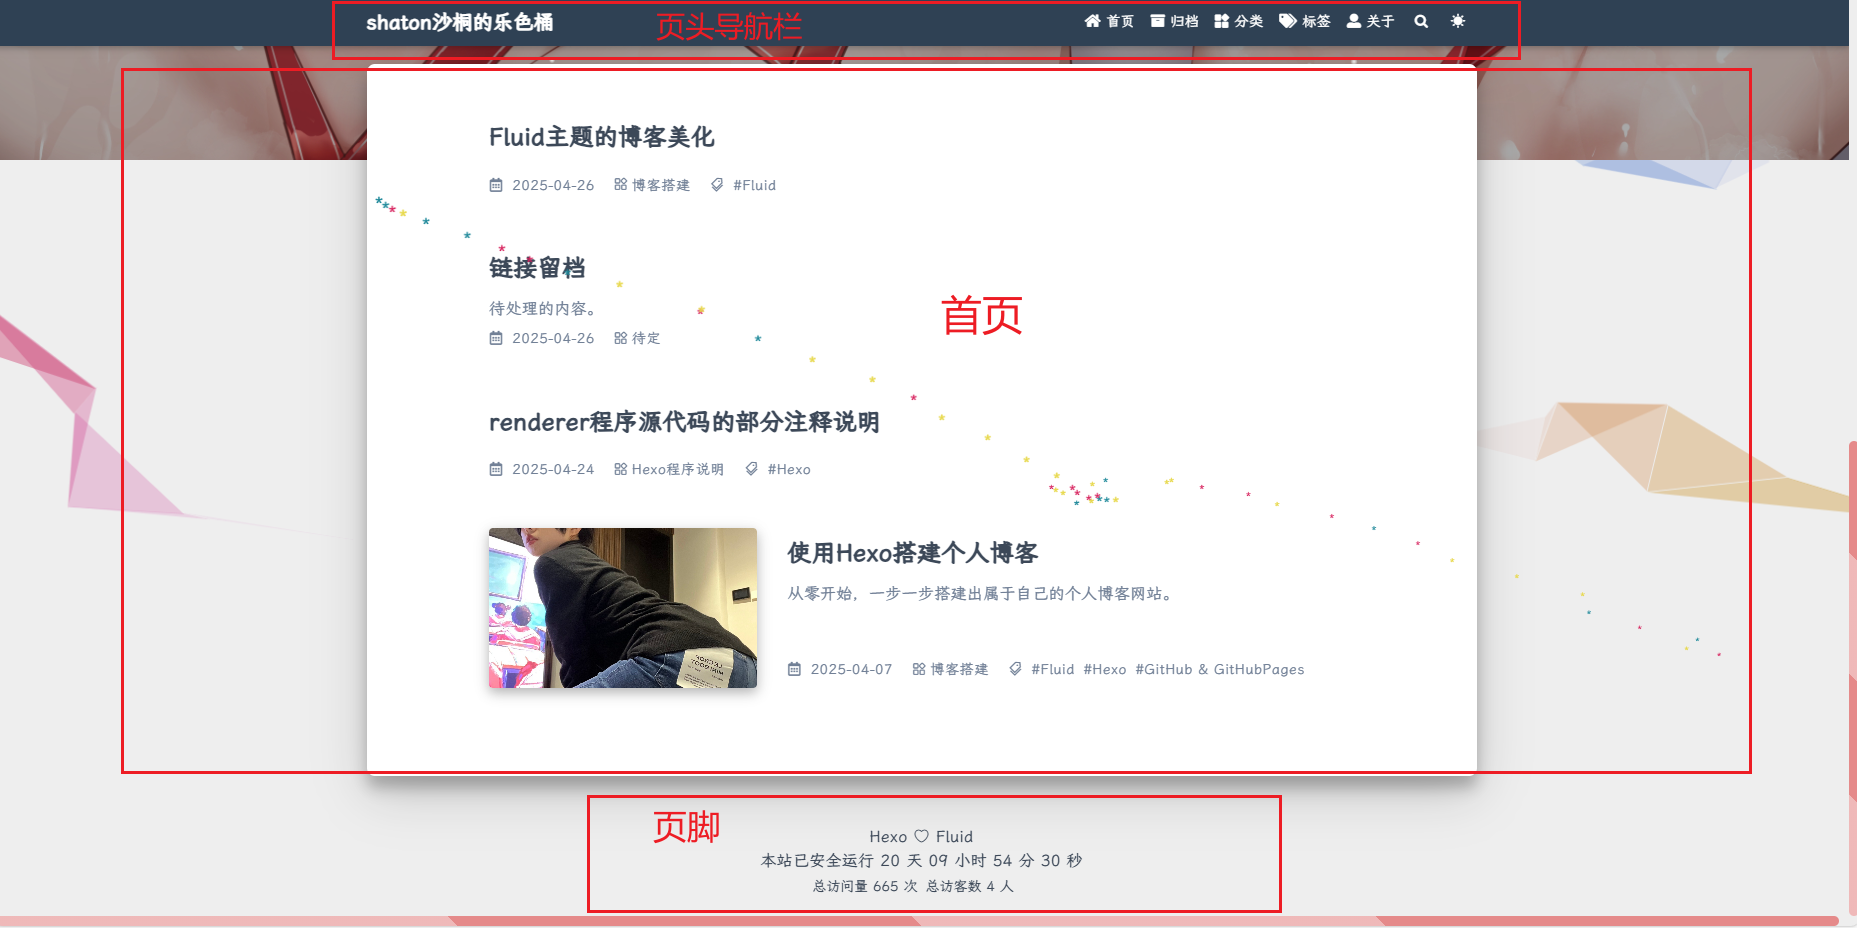 shaton沙桐的乐色桶 页头导航栏 首页 归档 分类 标签 关于
Fluid主题的博客美化
2025-04-26 博客搭建 #Fluid
链接留档
待处理的内容。
2025-04-26 待定
首页
renderer程序源代码的部分注释说明
2025-04-24 Hexo程序说明 #Hexo
使用Hexo搭建个人博客
从零开始，一步一步搭建出属于自己的个人博客网站。
2025-04-07 博客搭建 #Fluid #Hexo #GitHub & GitHubPages
页脚
Hexo ♡ Fluid
本站已安全运行 20 天 09 小时 54 分 30 秒
总访问量 665 次 总访客数 4 人